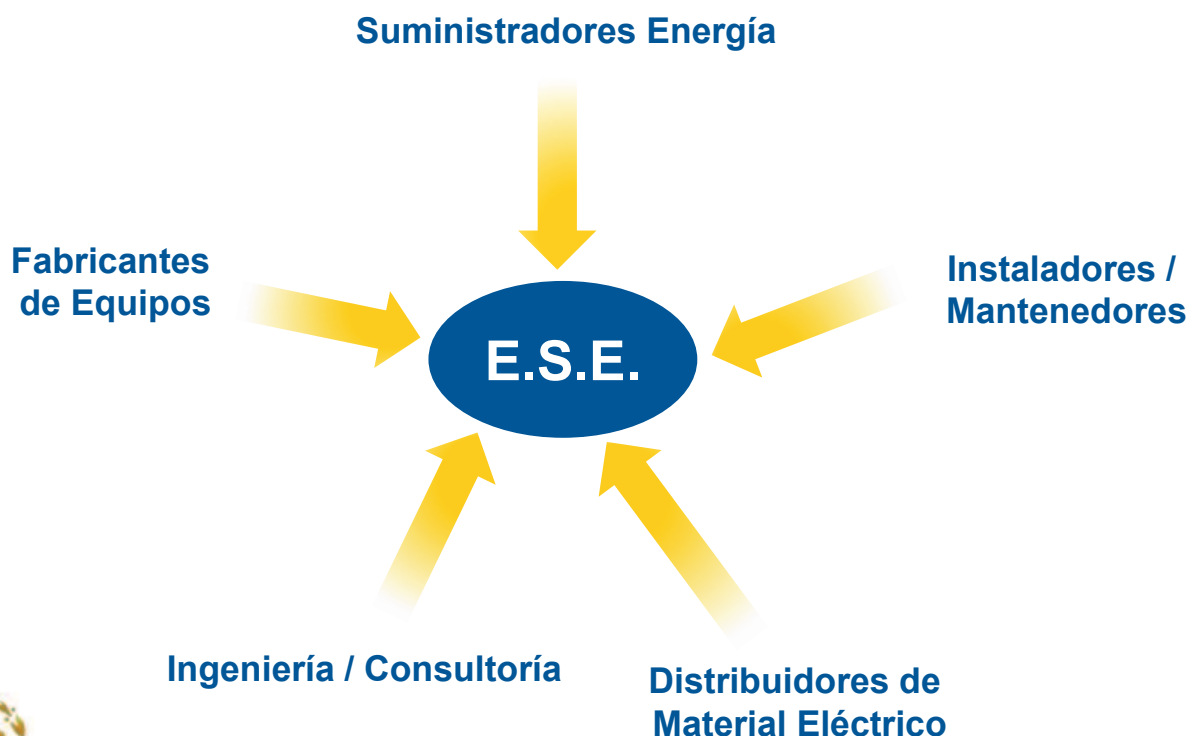 Suministradores Energía
Fabricantes
de Equipos
Instaladores /
Mantenedores
E.S.E.
Ingeniería / Consultoría
Distribuidores de
Material Eléctrico